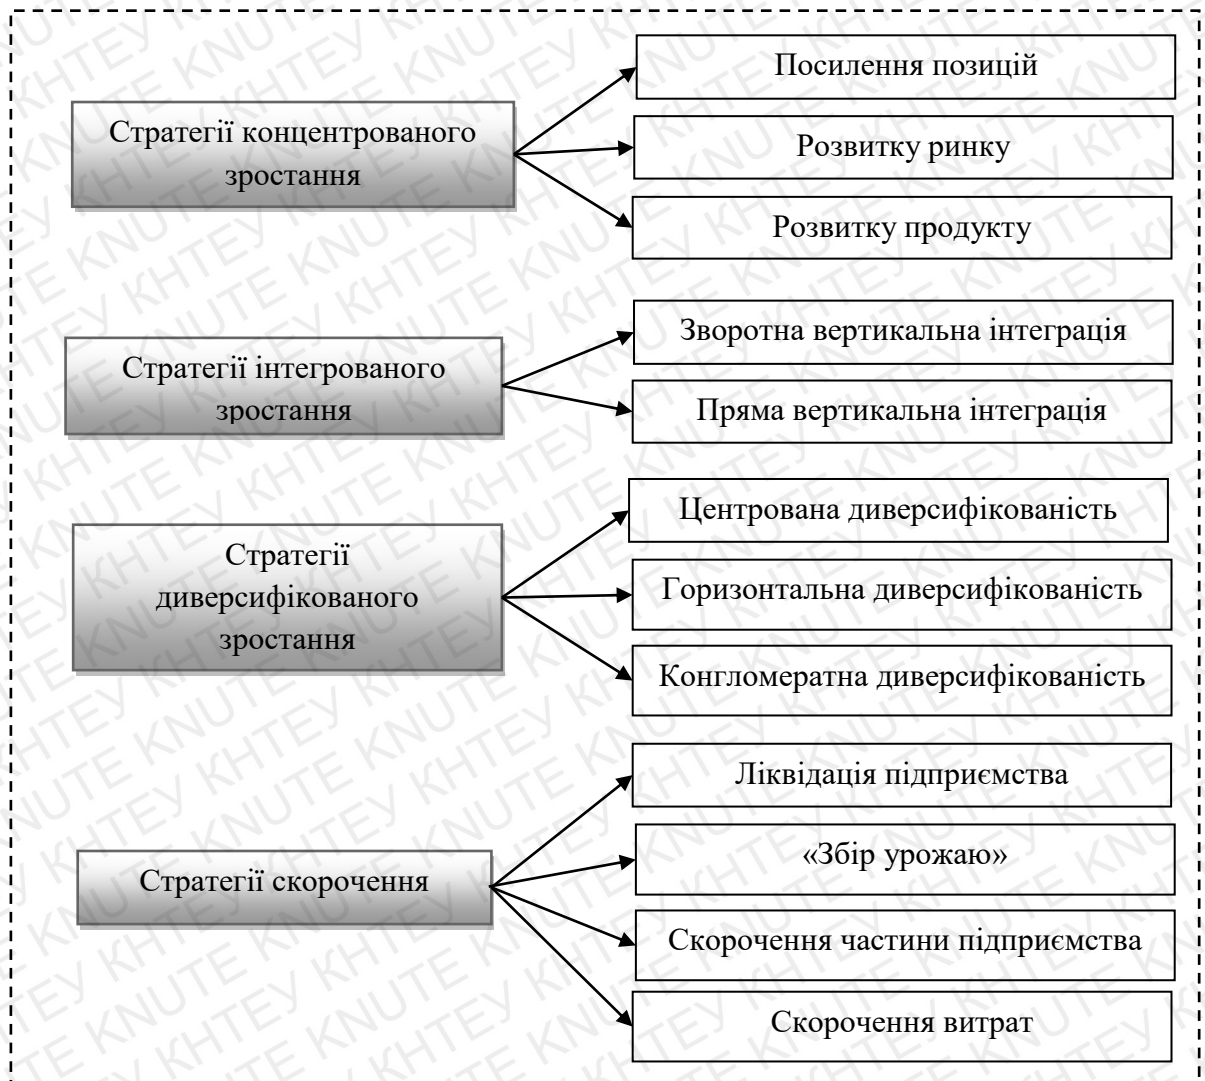 Стратегії концентрованого
зростання
Посилення позицій
Розвитку ринку
Розвитку продукту
Стратегії інтегрованого
зростання
Зворотна вертикальна інтеграція
Пряма вертикальна інтеграція
Стратегії
диверсифікованого
зростання
Центрована диверсифікованість
Горизонтальна диверсифікованість
Конгломератна диверсифікованість
Стратегії скорочення
Ліквідація підприємства
«Збір урожаю»
Скорочення частини підприємства
Скорочення витрат